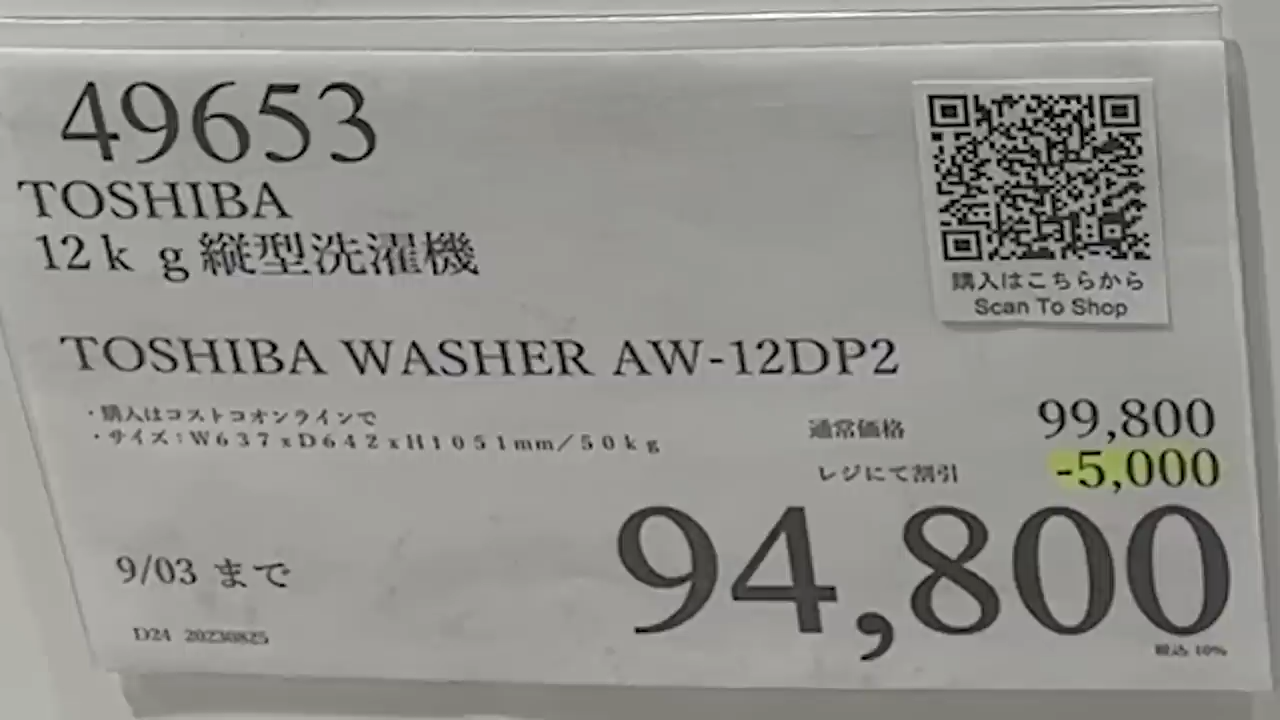 49653
TOSHIBA
12kg縦型洗濯機
購入はこちらから
Scan To Shop
TOSHIBA WASHER AW-12DP2
・購入はコストコオンラインで
・サイズ:W637xD642xH1051mm/50kg
通常価格 99,800
レジにて割引 -5,000
94,800
税込 10%
9/03 まで
D24 20230825